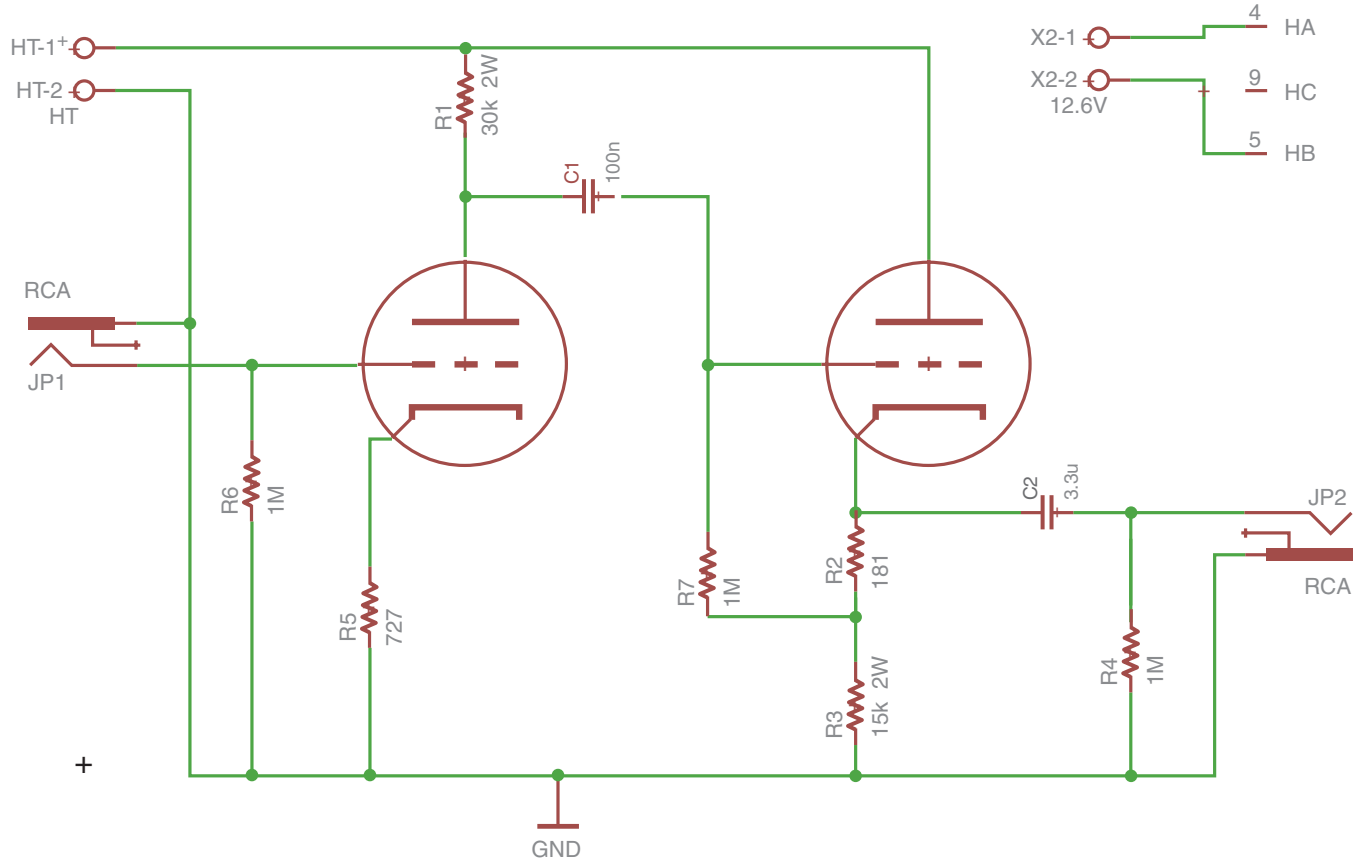 HT-1
+
HT-2
HT
R1
30k 2W
C1
100n
X2-1
X2-2
12.6V
4
HA
9
HC
5
HB
RCA
JP1
R6
1M
R5
727
R7
1M
R2
181
R3
15k 2W
C2
3.3u
R4
1M
JP2
RCA
+
GND